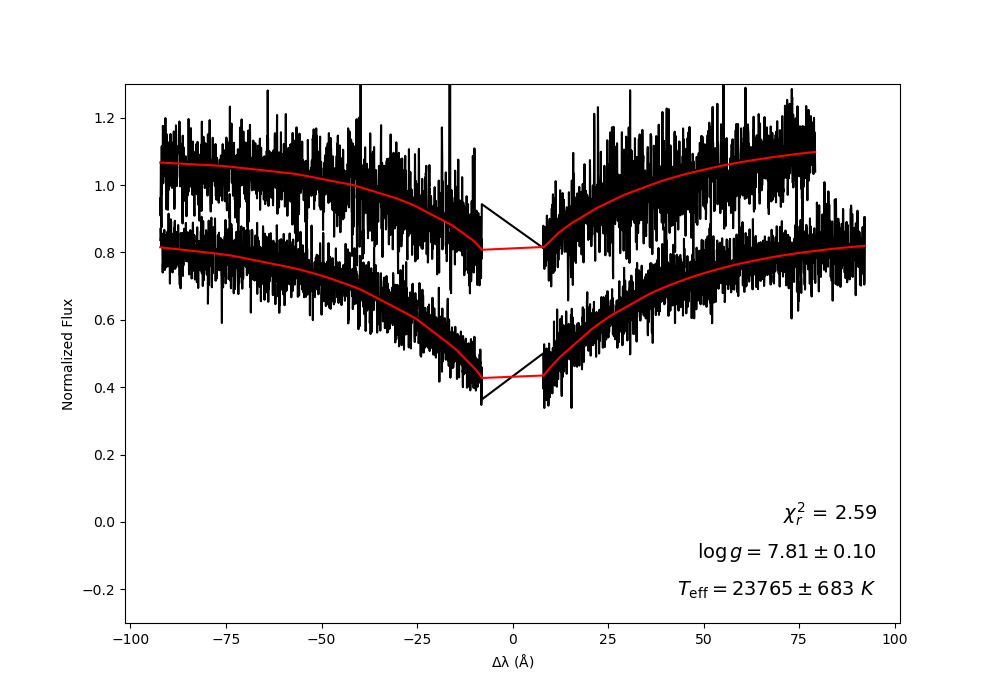 1.2
1.0
0.8
0.6
0.4
0.2
0.0
−0.2
Normalized Flux
χ²ᵣ = 2.59
log g = 7.81 ± 0.10
T_eff = 23765 ± 683 K
−100 −75 −50 −25 0 25 50 75 100
Δλ (Å)